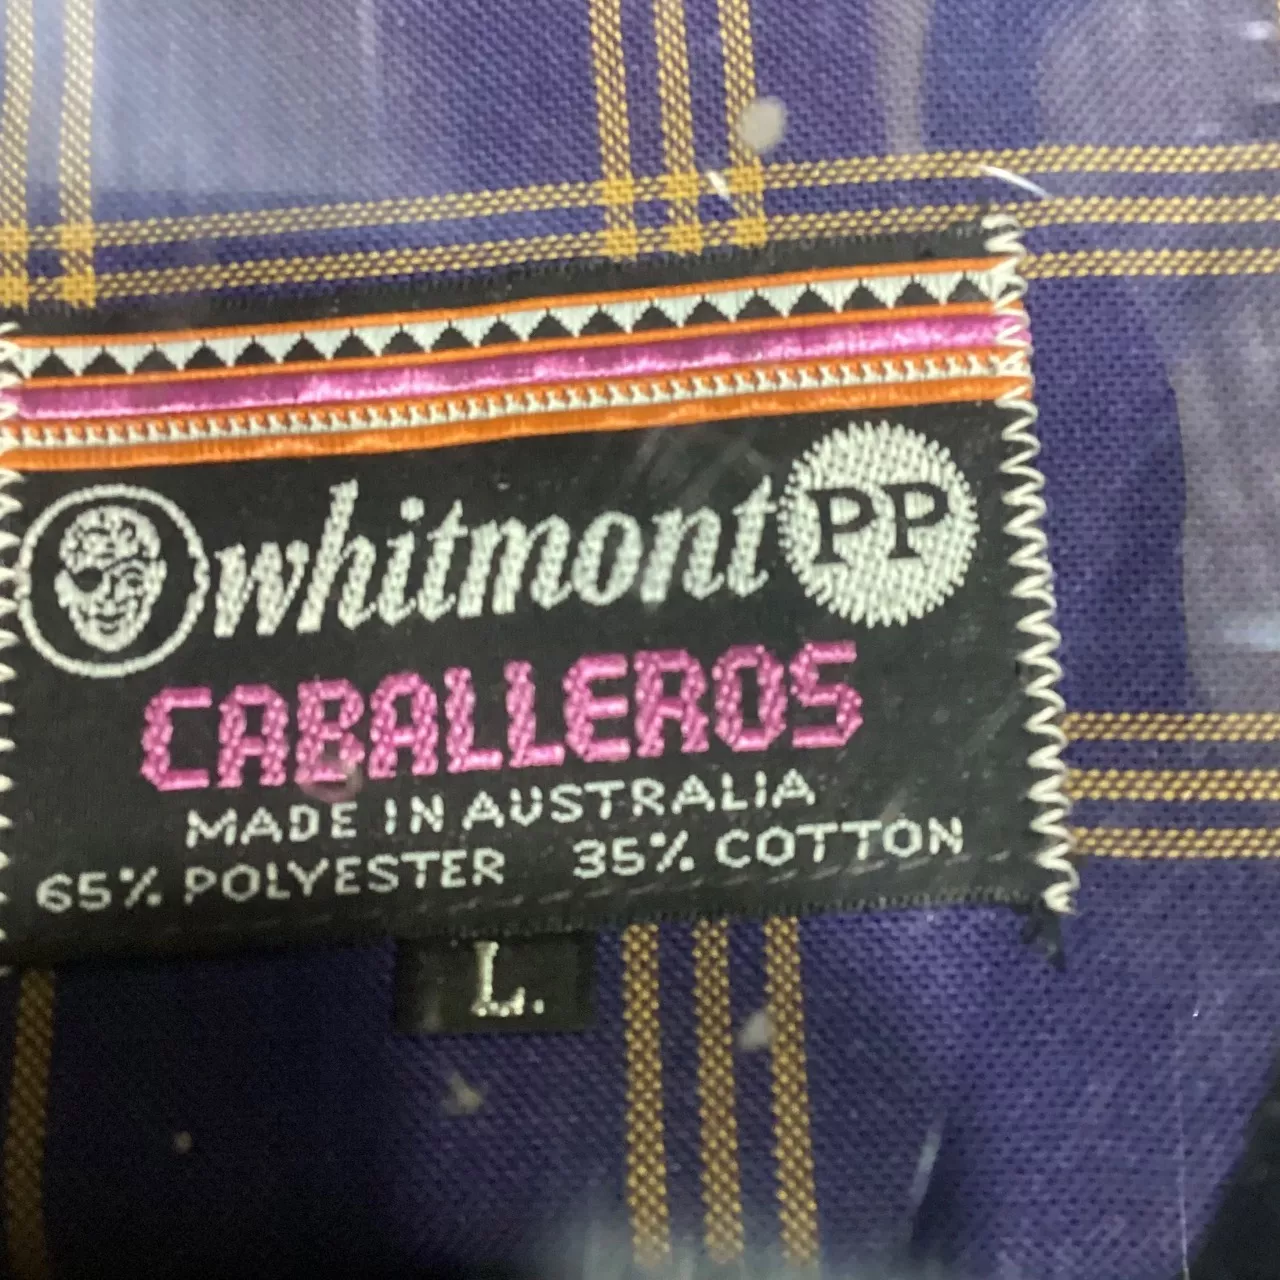 whitmont PP
CABALLEROS
MADE IN AUSTRALIA
65% POLYESTER 35% COTTON
L.